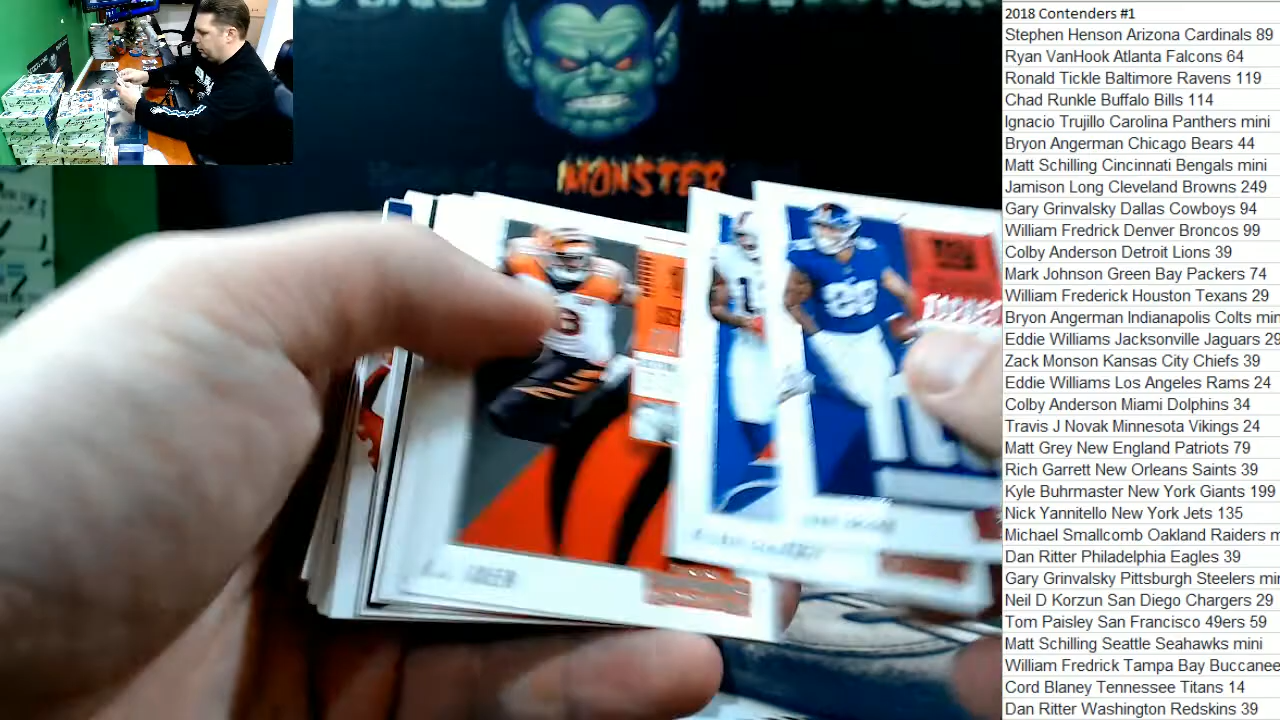 2018 Contenders #1
Stephen Henson Arizona Cardinals 89
Ryan VanHook Atlanta Falcons 64
Ronald Tickle Baltimore Ravens 119
Chad Runkle Buffalo Bills 114
Ignacio Trujillo Carolina Panthers mini
Bryon Angerman Chicago Bears 44
Matt Schilling Cincinnati Bengals mini
Jamison Long Cleveland Browns 249
Gary Grinvalsky Dallas Cowboys 94
William Fredrick Denver Broncos 99
Colby Anderson Detroit Lions 39
Mark Johnson Green Bay Packers 74
William Frederick Houston Texans 29
Bryon Angerman Indianapolis Colts min
Eddie Williams Jacksonville Jaguars 29
Zack Monson Kansas City Chiefs 39
Eddie Williams Los Angeles Rams 24
Colby Anderson Miami Dolphins 34
Travis J Novak Minnesota Vikings 24
Matt Grey New England Patriots 79
Rich Garrett New Orleans Saints 39
Kyle Buhrmaster New York Giants 199
Nick Yannitello New York Jets 135
Michael Smallcomb Oakland Raiders m
Dan Ritter Philadelphia Eagles 39
Gary Grinvalsky Pittsburgh Steelers min
Neil D Korzun San Diego Chargers 29
Tom Paisley San Francisco 49ers 59
Matt Schilling Seattle Seahawks mini
William Fredrick Tampa Bay Buccanee
Cord Blaney Tennessee Titans 14
Dan Ritter Washington Redskins 39
MONSTER
GREEN